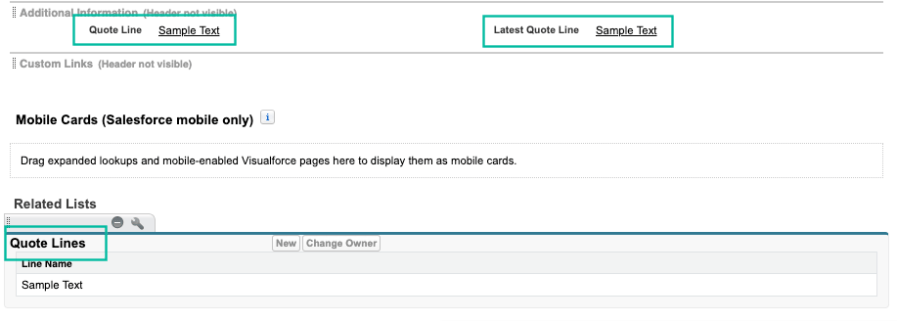 Additional Information (Header not visible)
Quote Line Sample Text Latest Quote Line Sample Text
Custom Links (Header not visible)
Mobile Cards (Salesforce mobile only) i
Drag expanded lookups and mobile-enabled Visualforce pages here to display them as mobile cards.
Related Lists
Quote Lines New Change Owner
Line Name
Sample Text